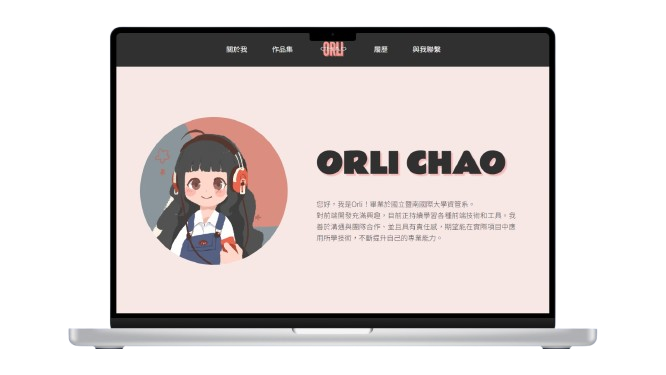 關於我
作品集
ORLI
履歷
與我聯繫
ORLI CHAO
您好，我是Orli！畢業於國立暨南國際大學資管系。
對前端開發充滿興趣，目前正持續學習各種前端技術和工具。我
善於溝通與團隊合作，並且具有責任感，期望能在實際項目中應
用所學技術，不斷提升自己的專業能力。